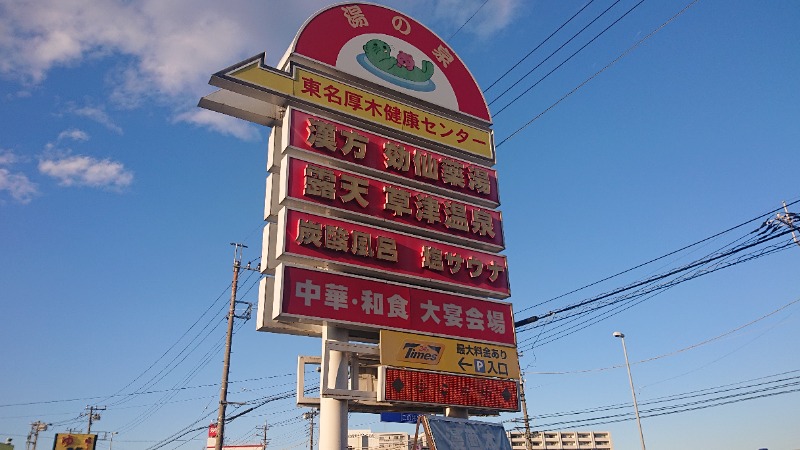 湯の泉
東名厚木健康センター
漢方 効仙薬湯
露天 草津温泉
炭酸風呂 塩サウナ
中華・和食 大宴会場
Times 最大料金あり
←P入口